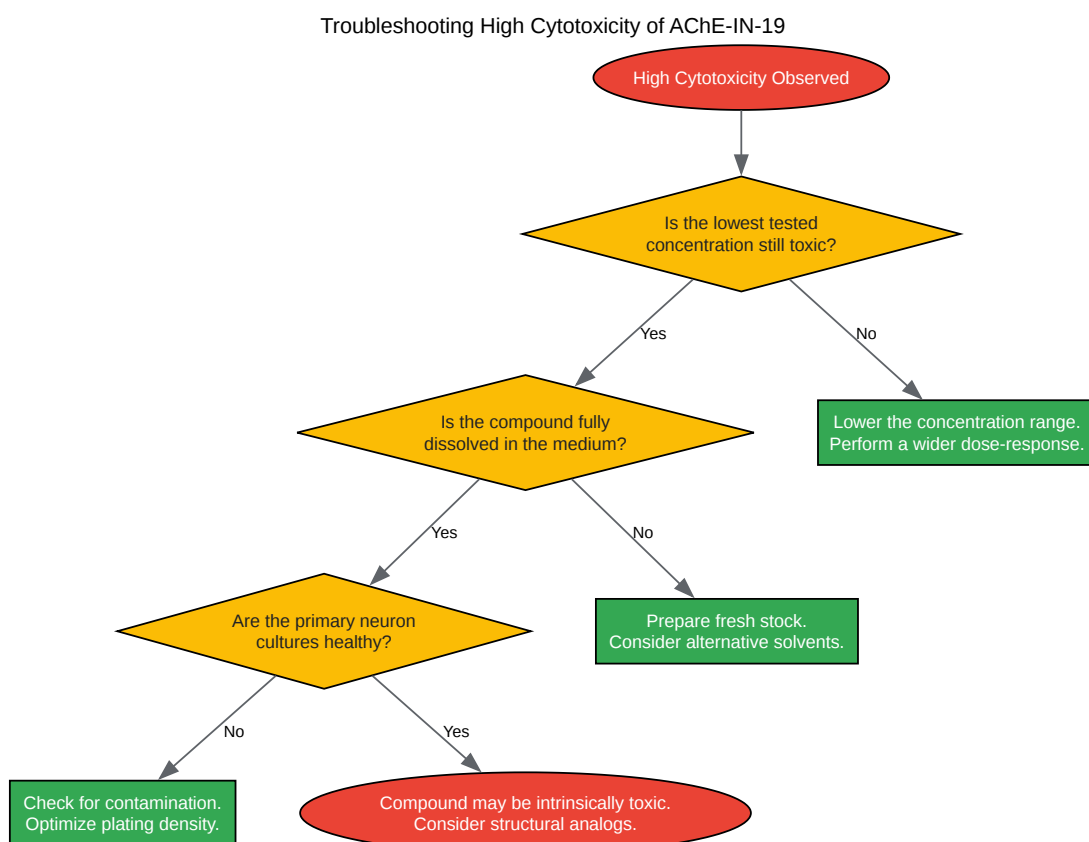 Troubleshooting High Cytotoxicity of AChE-IN-19
High Cytotoxicity Observed
Is the lowest tested
concentration still toxic?
Yes
No
Is the compound fully
dissolved in the medium?
Lower the concentration range.
Perform a wider dose-response.
Yes
No
Are the primary neuron
cultures healthy?
Prepare fresh stock.
Consider alternative solvents.
No
Yes
Check for contamination.
Optimize plating density.
Compound may be intrinsically toxic.
Consider structural analogs.